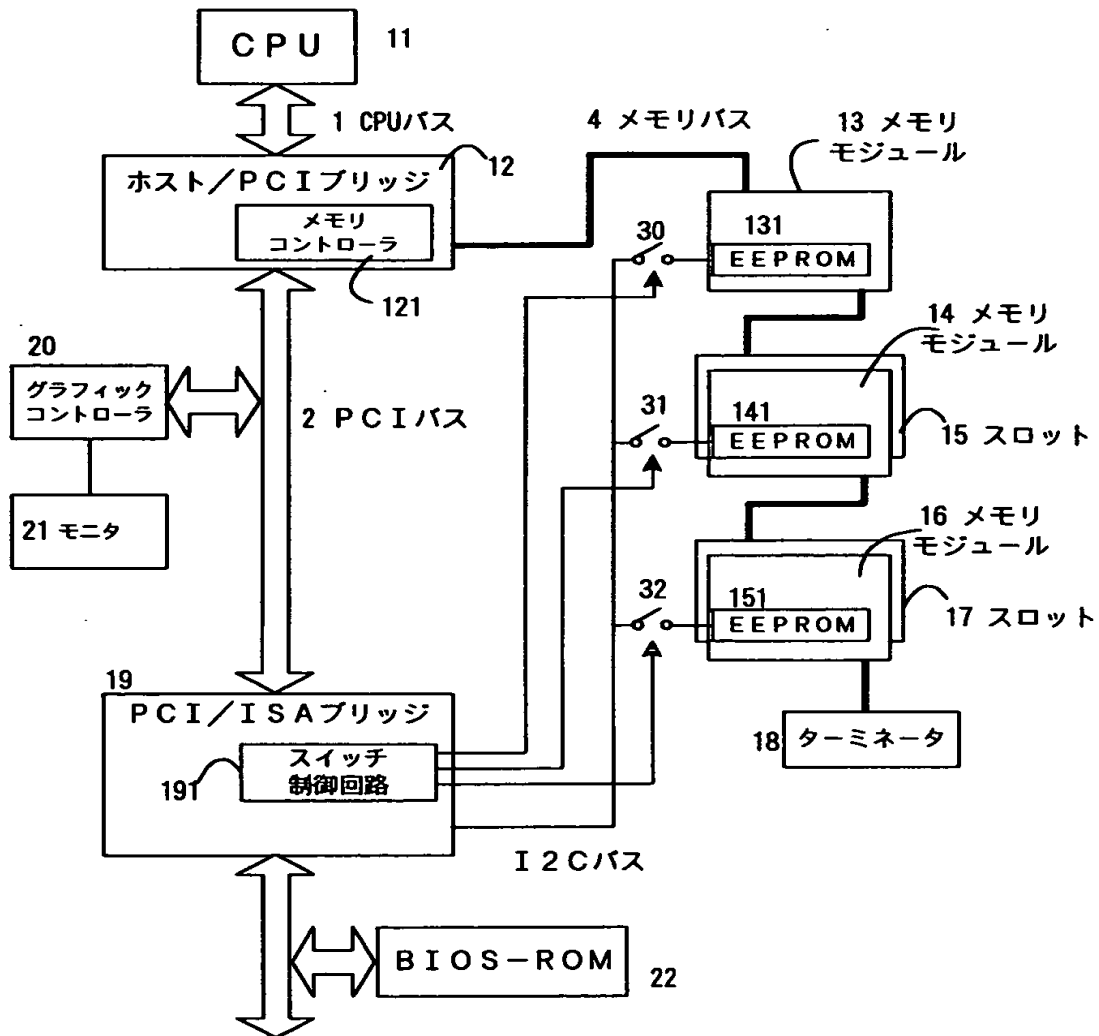 ＣＰＵ
11
1 CPUバス
4 メモリバス
13 メモリ
モジュール
12
ホスト／ＰＣＩブリッジ
メモリ
コントローラ
121
30
131
ＥＥＰＲＯＭ
14 メモリ
モジュール
20
グラフィック
コントローラ
2 ＰＣＩバス
31
141
ＥＥＰＲＯＭ
15 スロット
21 モニタ
16 メモリ
モジュール
32
151
ＥＥＰＲＯＭ
17 スロット
19
ＰＣＩ／ＩＳＡブリッジ
スイッチ
制御回路
191
18 ターミネータ
Ｉ２Ｃバス
ＢＩＯＳ－ＲＯＭ
22